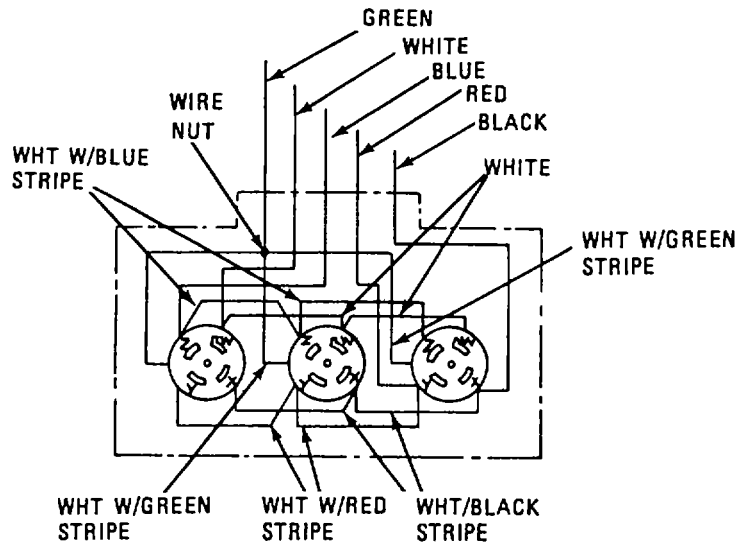 GREEN
WHITE
BLUE
RED
BLACK
WIRE
NUT
WHT W/BLUE
STRIPE
WHITE
WHT W/GREEN
STRIPE
WHT W/GREEN
STRIPE
WHT W/RED
STRIPE
WHT/BLACK
STRIPE